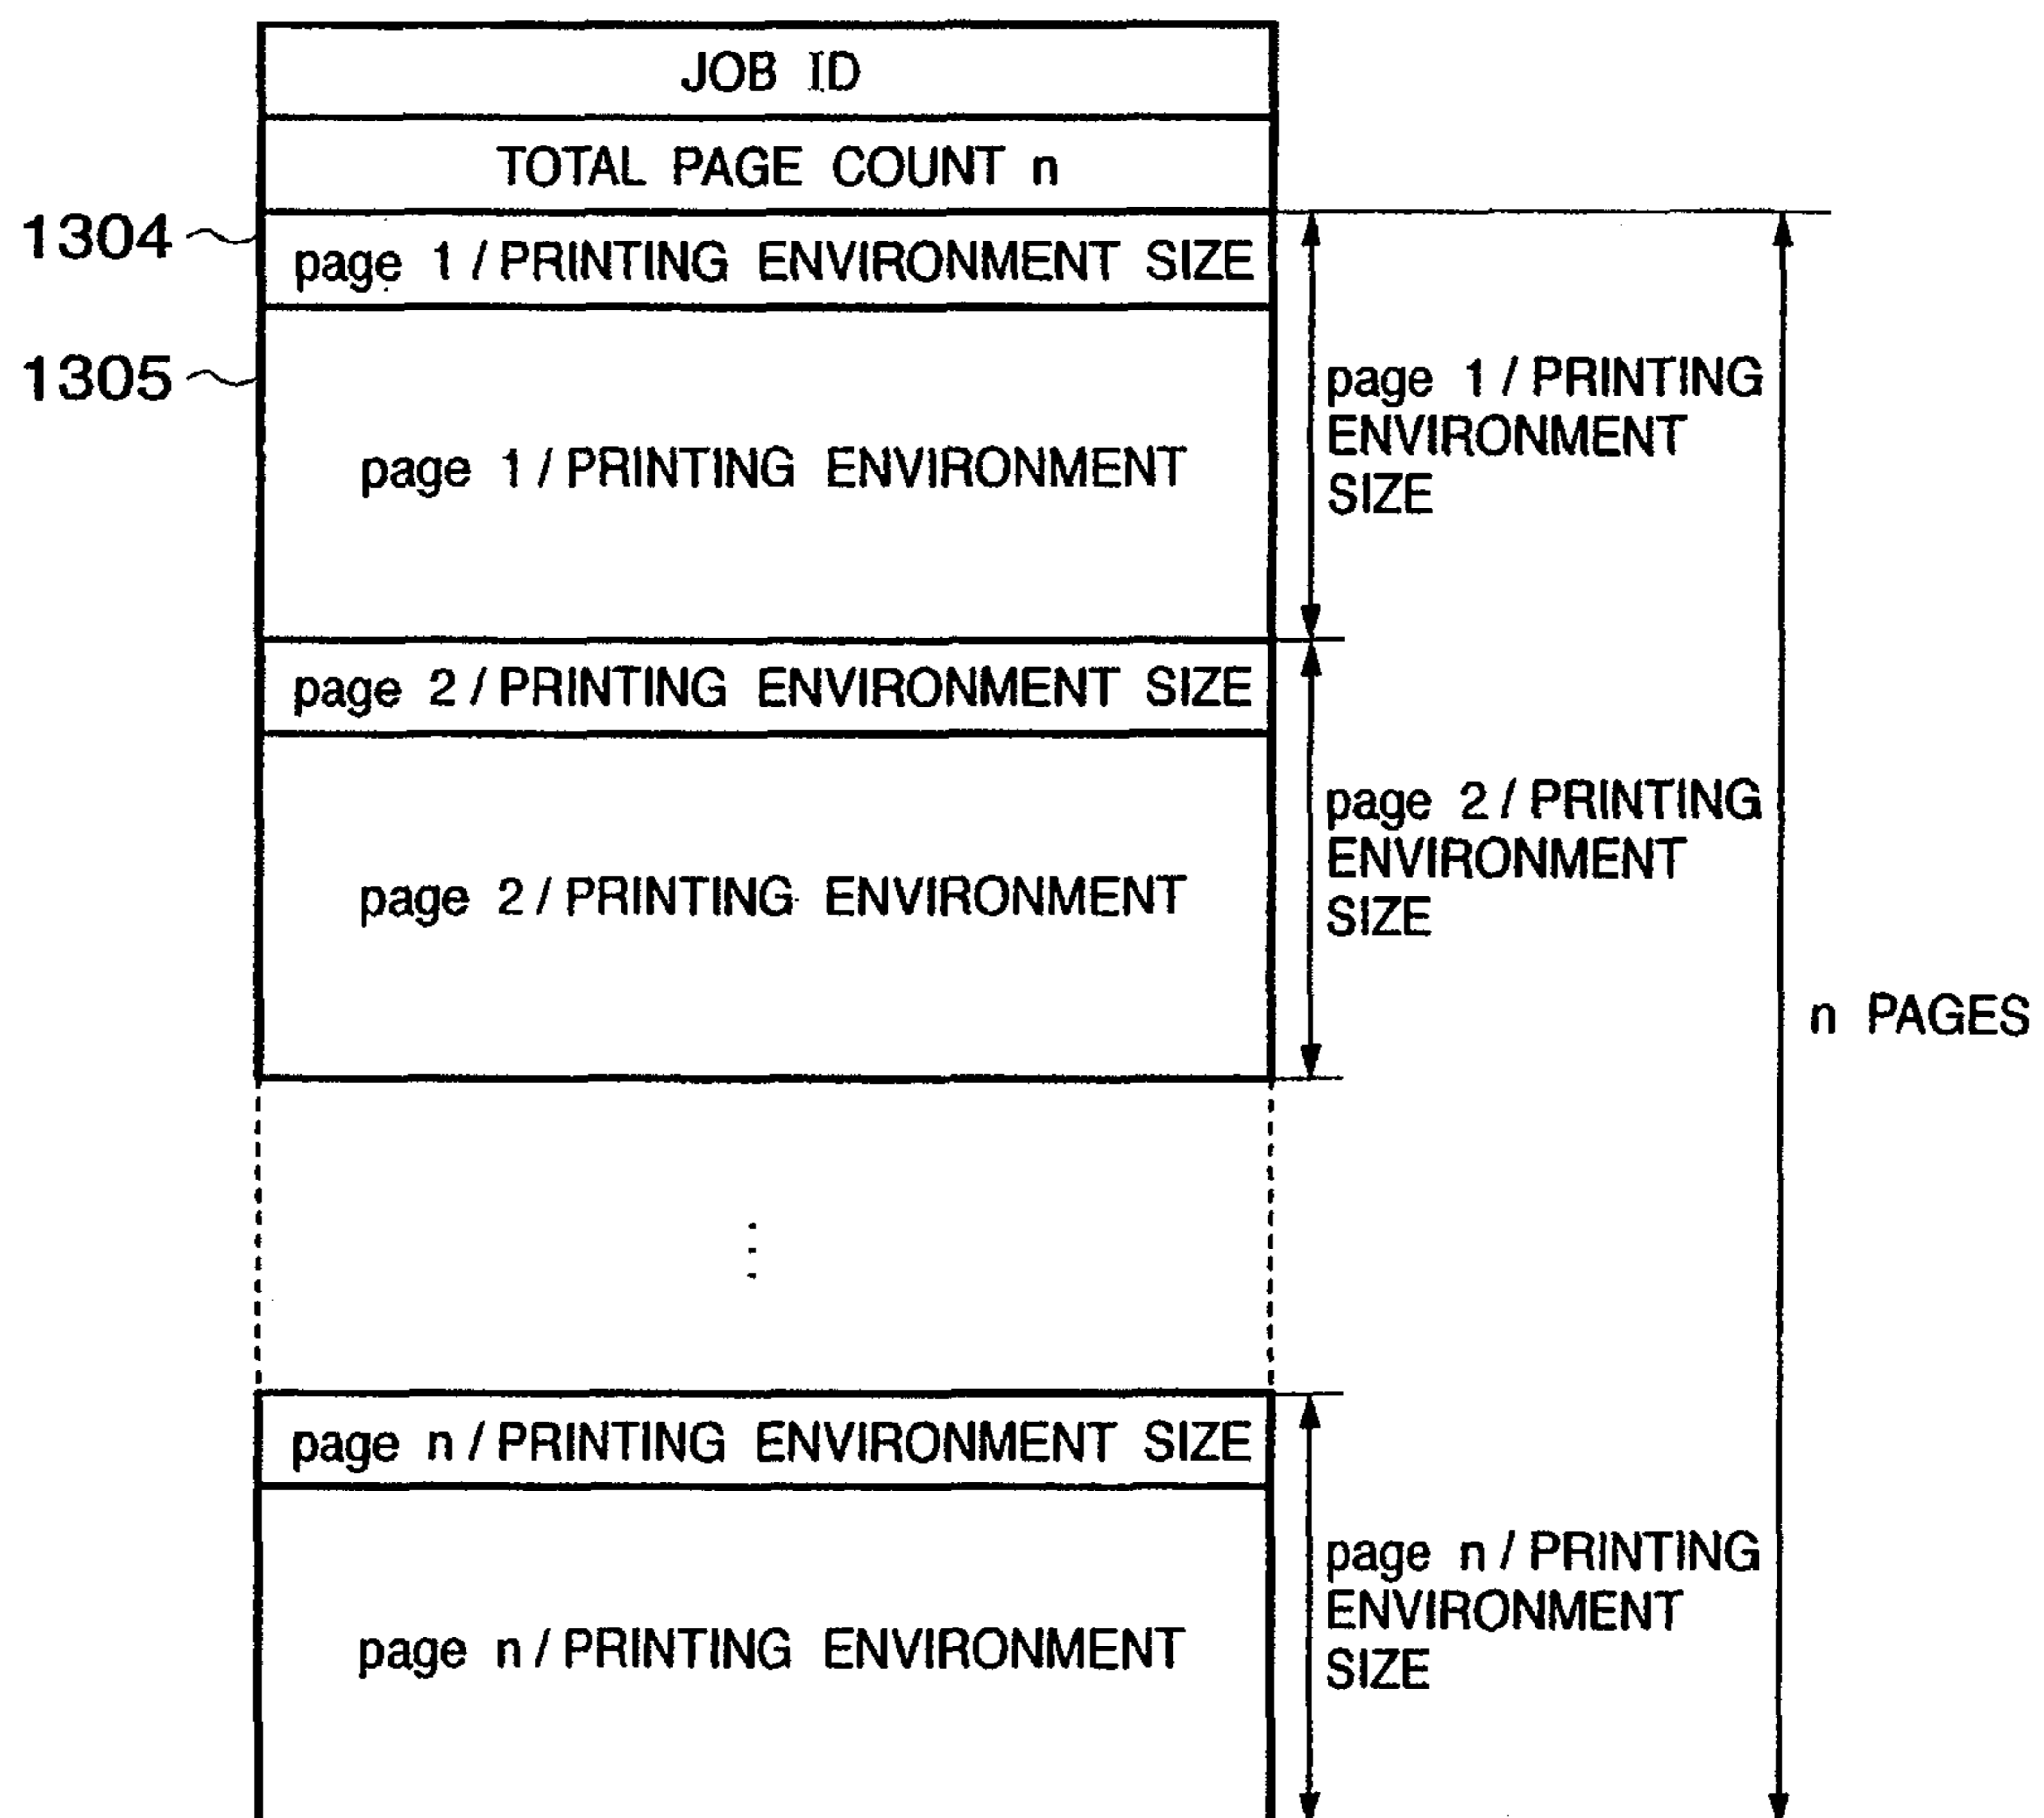 JOB ID
TOTAL PAGE COUNT n
1304
page 1 / PRINTING ENVIRONMENT SIZE
1305
page 1 / PRINTING ENVIRONMENT
page 1 / PRINTING
ENVIRONMENT
SIZE
page 2 / PRINTING ENVIRONMENT SIZE
page 2 / PRINTING ENVIRONMENT
page 2 / PRINTING
ENVIRONMENT
SIZE
n PAGES
page n / PRINTING ENVIRONMENT SIZE
page n / PRINTING ENVIRONMENT
page n / PRINTING
ENVIRONMENT
SIZE